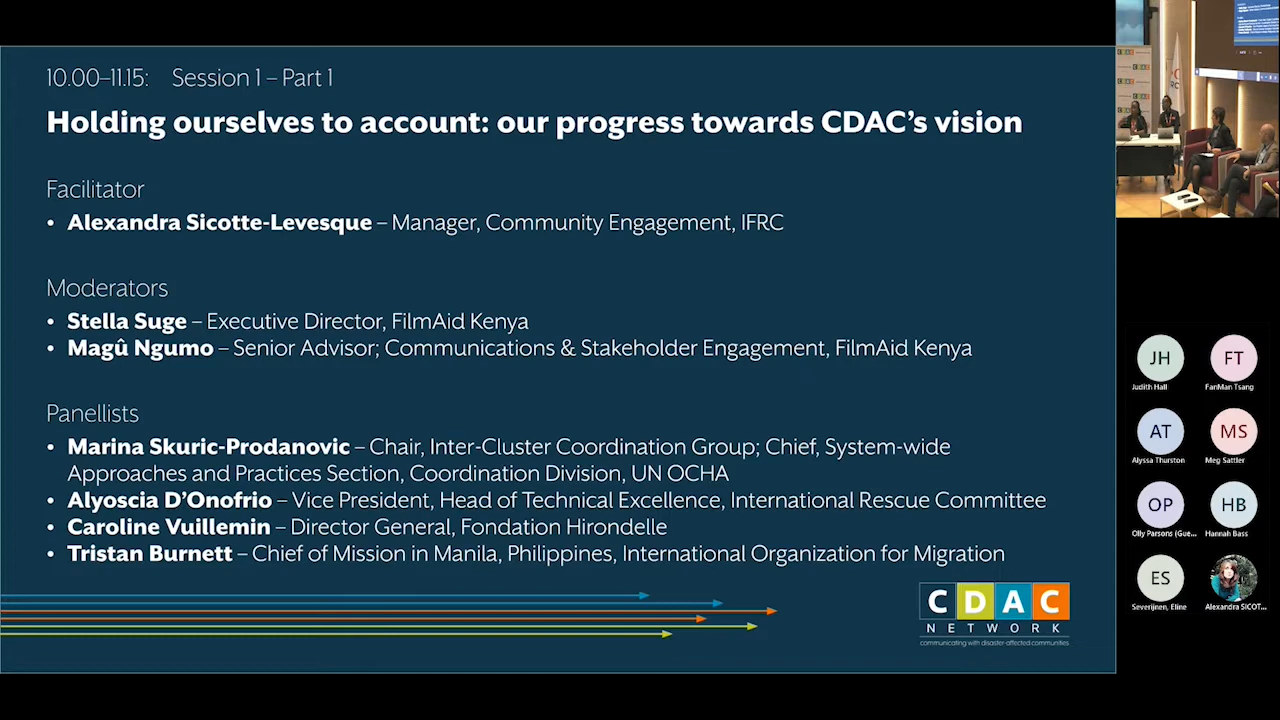 10.00–11.15: Session 1 – Part 1
Holding ourselves to account: our progress towards CDAC's vision
Facilitator
• Alexandra Sicotte-Levesque – Manager, Community Engagement, IFRC
Moderators
• Stella Suge – Executive Director, FilmAid Kenya
• Magû Ngumo – Senior Advisor; Communications & Stakeholder Engagement, FilmAid Kenya
Panellists
• Marina Skuric-Prodanovic – Chair, Inter-Cluster Coordination Group; Chief, System-wide
Approaches and Practices Section, Coordination Division, UN OCHA
• Alyoscia D'Onofrio – Vice President, Head of Technical Excellence, International Rescue Committee
• Caroline Vuillemin – Director General, Fondation Hirondelle
• Tristan Burnett – Chief of Mission in Manila, Philippines, International Organization for Migration
CDAC
NETWORK
communicating with disaster-affected communities
JH FT
Judith Hall FanMan Tsang
AT MS
Alyssa Thurston Meg Sattler
OP HB
Olly Parsons (Gue... Hannah Bass
ES
Severijnen, Eline Alexandra SICOT...